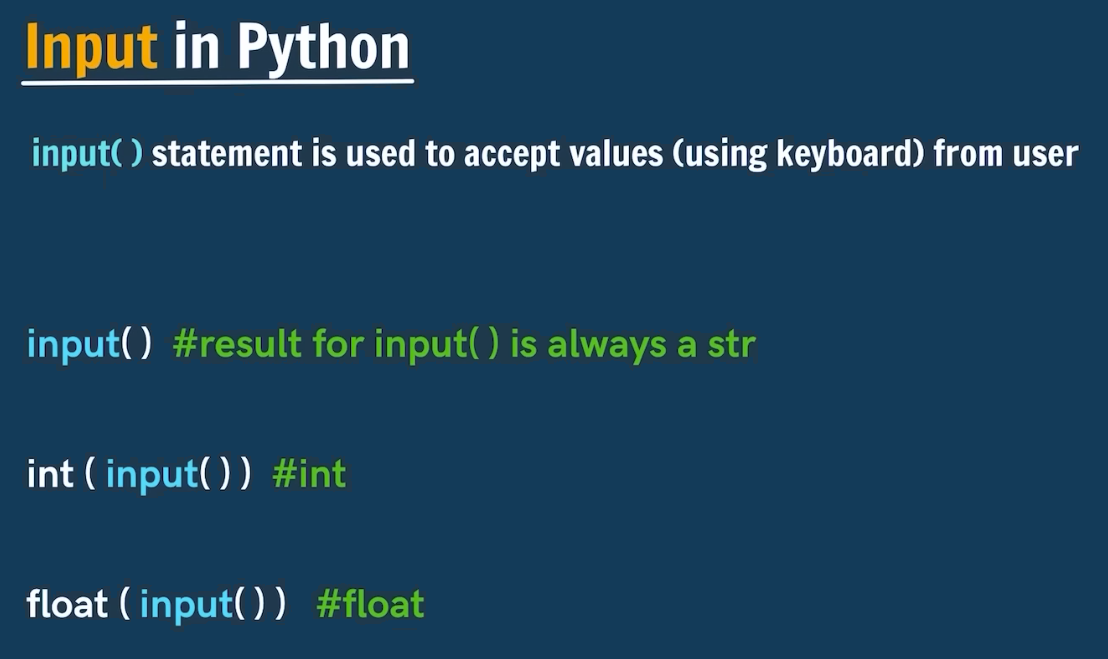 Input in Python
input( ) statement is used to accept values (using keyboard) from user
input( ) #result for input( ) is always a str
int ( input( ) ) #int
float ( input( ) ) #float